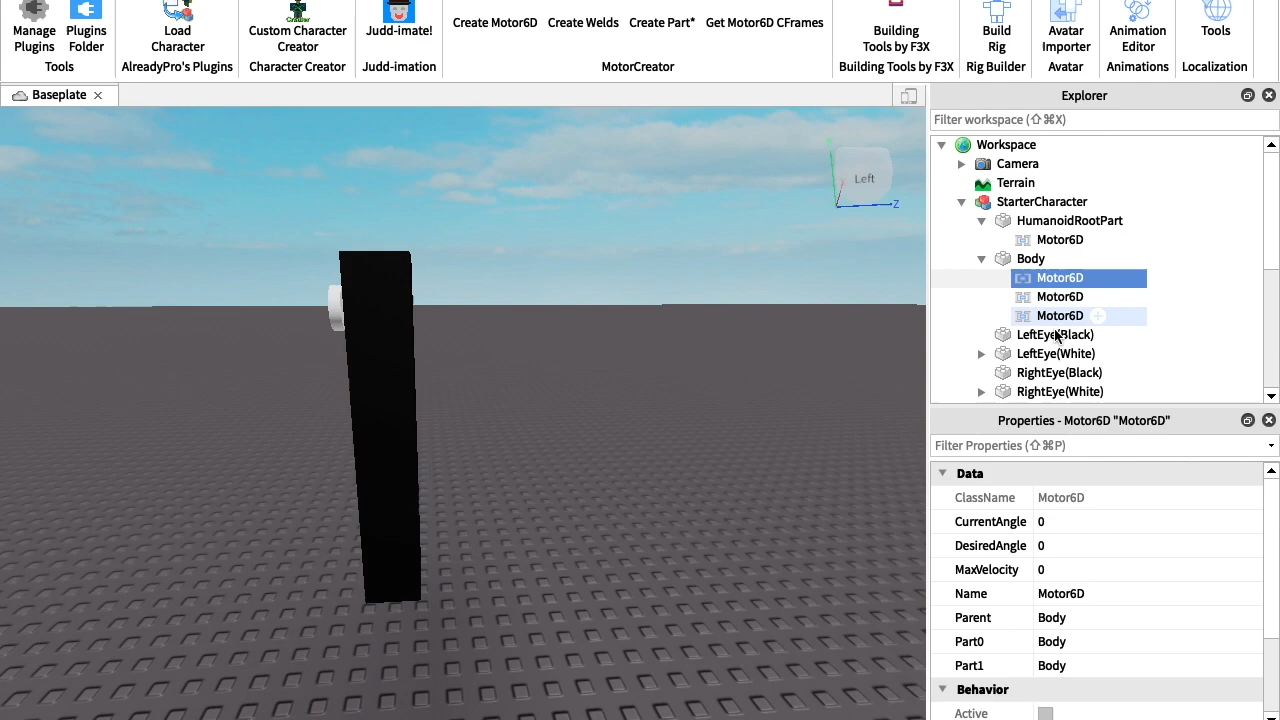 Manage Plugins
Plugins Folder
Load Character
Custom Character Creator
Judd-imate!
Create Motor6D
Create Welds
Create Part*
Get Motor6D CFrames
Building Tools by F3X
Build Rig
Avatar Importer
Animation Editor
Tools
Tools
AlreadyPro's Plugins
Character Creator
Judd-imation
MotorCreator
Building Tools by F3X
Rig Builder
Avatar
Animations
Localization
Baseplate
Left
Z
Explorer
Filter workspace (⇧⌘X)
Workspace
Camera
Terrain
StarterCharacter
HumanoidRootPart
Motor6D
Body
Motor6D
Motor6D
Motor6D
LeftEye(Black)
LeftEye(White)
RightEye(Black)
RightEye(White)
Properties - Motor6D "Motor6D"
Filter Properties (⇧⌘P)
Data
ClassName Motor6D
CurrentAngle 0
DesiredAngle 0
MaxVelocity 0
Name Motor6D
Parent Body
Part0 Body
Part1 Body
Behavior
Active